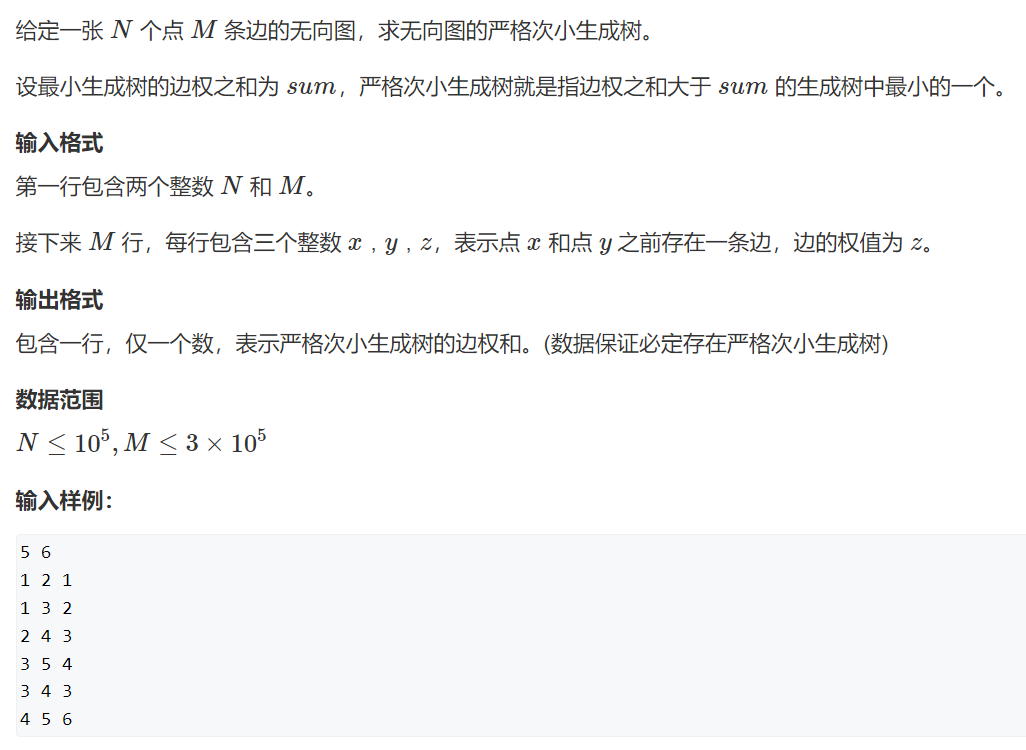 给定一张 N 个点 M 条边的无向图，求无向图的严格次小生成树。
设最小生成树的边权之和为 sum，严格次小生成树就是指边权之和大于 sum 的生成树中最小的一个。
输入格式
第一行包含两个整数 N 和 M。
接下来 M 行，每行包含三个整数 x，y，z，表示点 x 和点 y 之前存在一条边，边的权值为 z。
输出格式
包含一行，仅一个数，表示严格次小生成树的边权和。(数据保证必定存在严格次小生成树)
数据范围
N ≤ 10⁵, M ≤ 3 × 10⁵
输入样例：
5 6
1 2 1
1 3 2
2 4 3
3 5 4
3 4 3
4 5 6